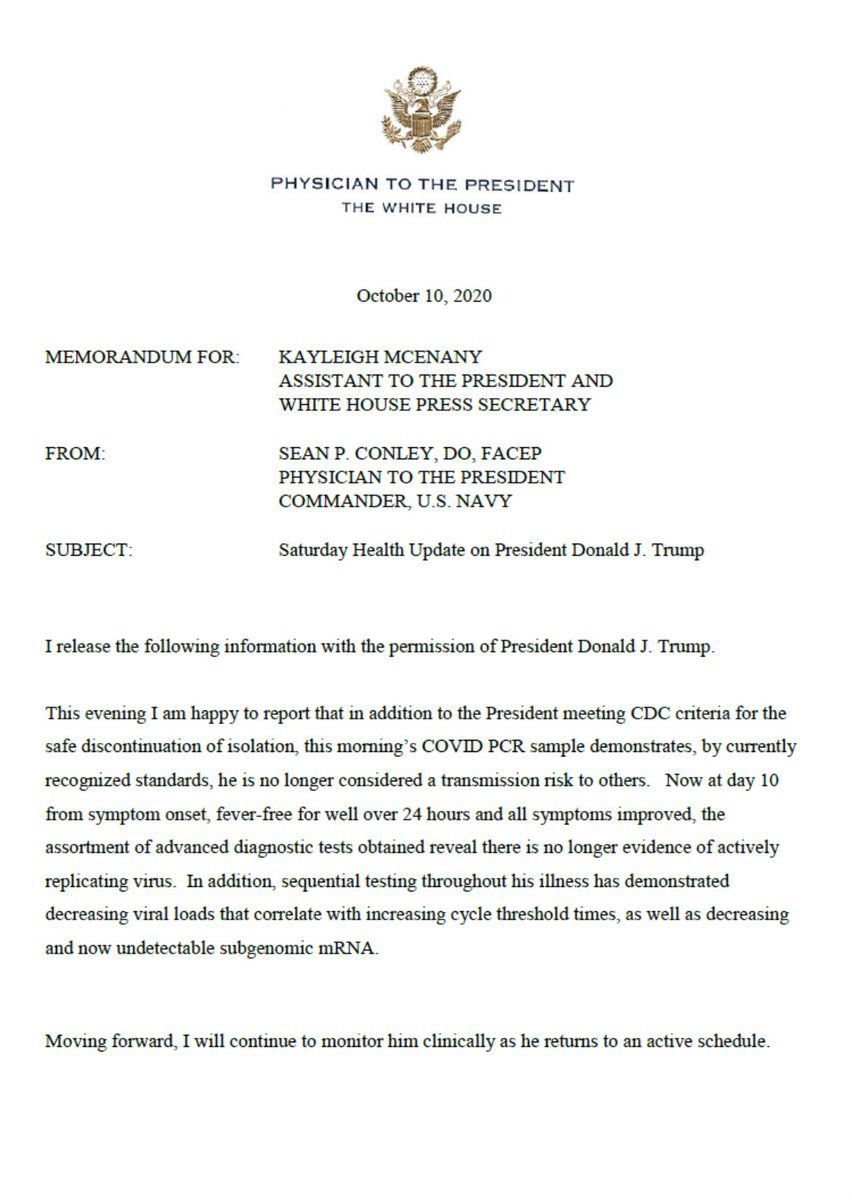 PHYSICIAN TO THE PRESIDENT
THE WHITE HOUSE
October 10, 2020
MEMORANDUM FOR: KAYLEIGH MCENANY
ASSISTANT TO THE PRESIDENT AND
WHITE HOUSE PRESS SECRETARY
FROM: SEAN P. CONLEY, DO, FACEP
PHYSICIAN TO THE PRESIDENT
COMMANDER, U.S. NAVY
SUBJECT: Saturday Health Update on President Donald J. Trump
I release the following information with the permission of President Donald J. Trump.
This evening I am happy to report that in addition to the President meeting CDC criteria for the
safe discontinuation of isolation, this morning’s COVID PCR sample demonstrates, by currently
recognized standards, he is no longer considered a transmission risk to others. Now at day 10
from symptom onset, fever-free for well over 24 hours and all symptoms improved, the
assortment of advanced diagnostic tests obtained reveal there is no longer evidence of actively
replicating virus. In addition, sequential testing throughout his illness has demonstrated
decreasing viral loads that correlate with increasing cycle threshold times, as well as decreasing
and now undetectable subgenomic mRNA.
Moving forward, I will continue to monitor him clinically as he returns to an active schedule.